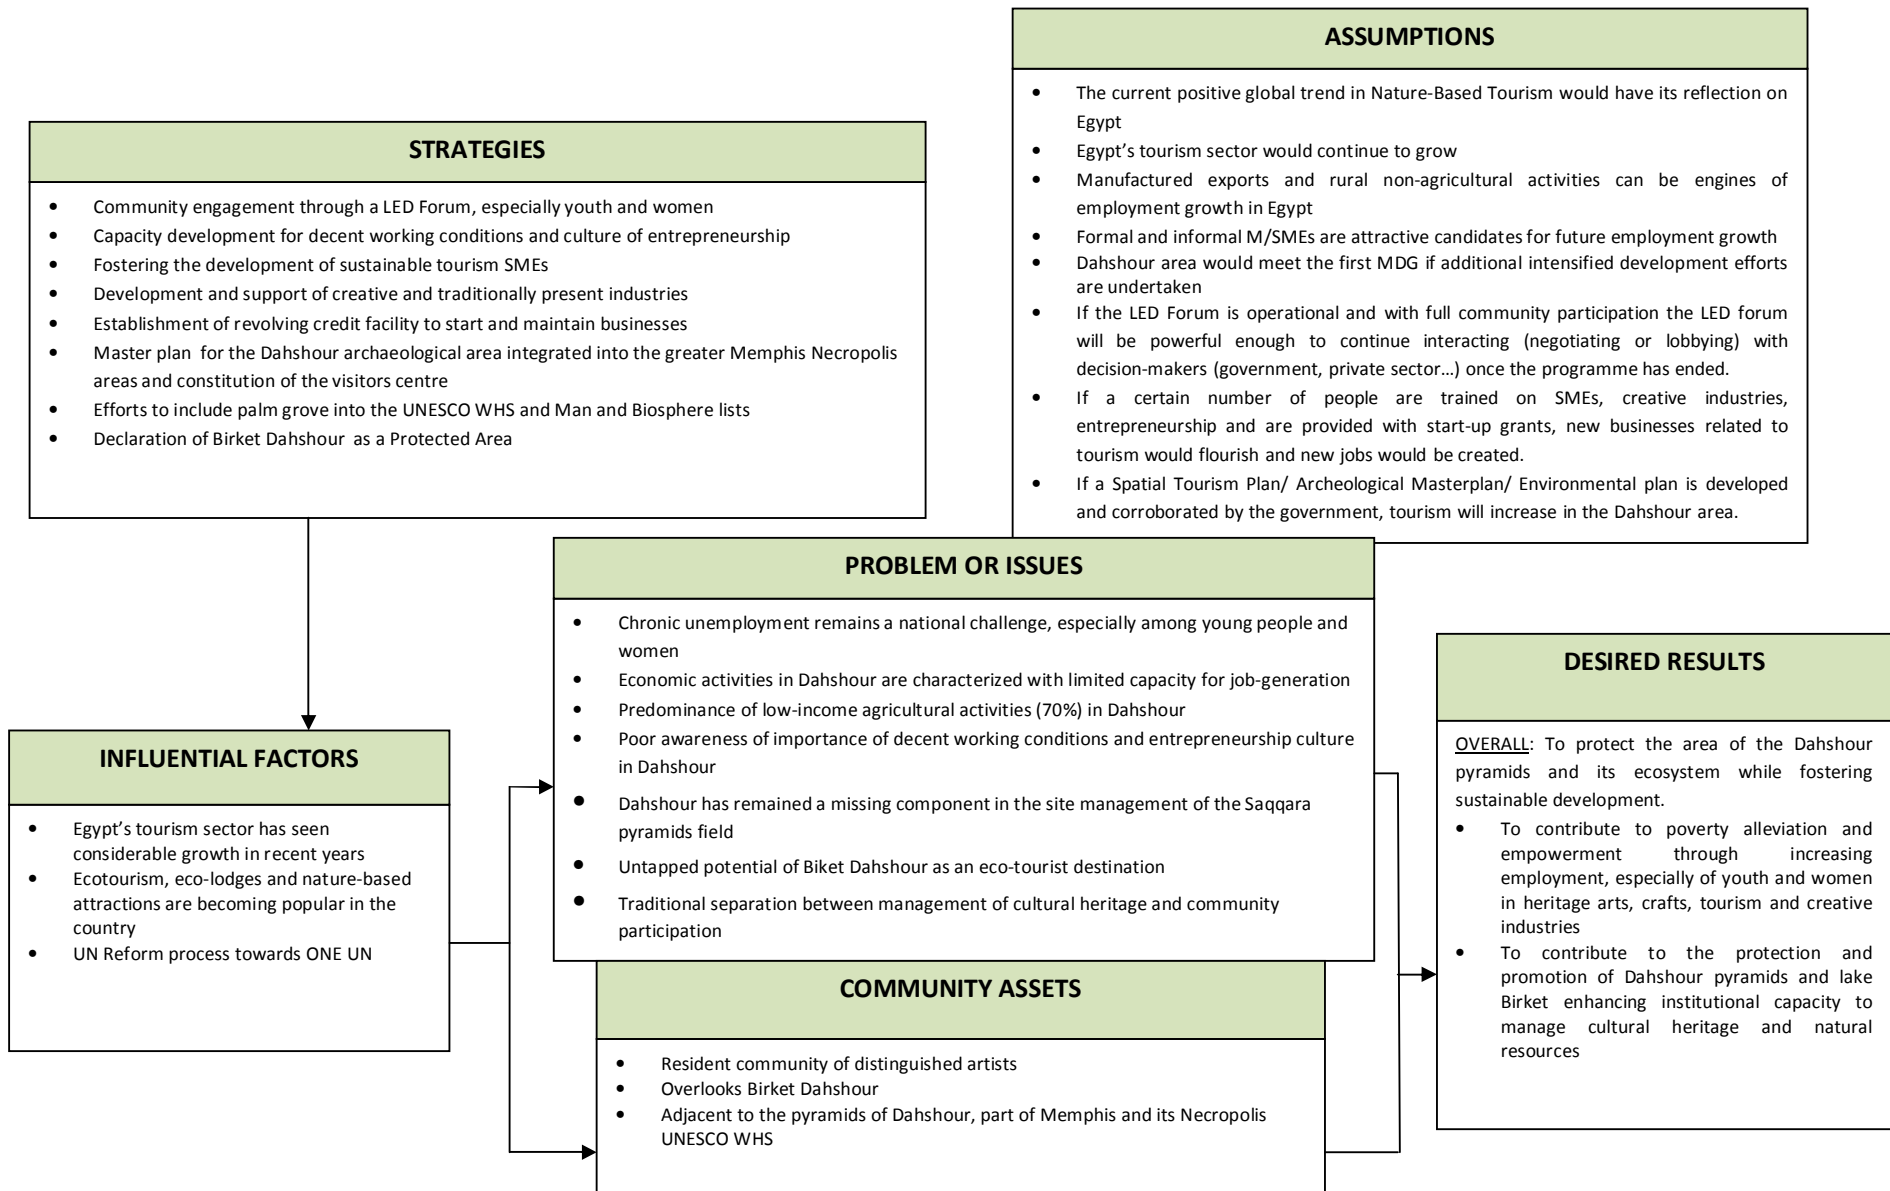 ASSUMPTIONS
• The current positive global trend in Nature-Based Tourism would have its reflection on
Egypt
• Egypt’s tourism sector would continue to grow
• Manufactured exports and rural non-agricultural activities can be engines of
employment growth in Egypt
• Formal and informal M/SMEs are attractive candidates for future employment growth
• Dahshour area would meet the first MDG if additional intensified development efforts
are undertaken
• If the LED Forum is operational and with full community participation the LED forum
will be powerful enough to continue interacting (negotiating or lobbying) with
decision-makers (government, private sector…) once the programme has ended.
• If a certain number of people are trained on SMEs, creative industries,
entrepreneurship and are provided with start-up grants, new businesses related to
tourism would flourish and new jobs would be created.
• If a Spatial Tourism Plan/ Archeological Masterplan/ Environmental plan is developed
and corroborated by the government, tourism will increase in the Dahshour area.
STRATEGIES
• Community engagement through a LED Forum, especially youth and women
• Capacity development for decent working conditions and culture of entrepreneurship
• Fostering the development of sustainable tourism SMEs
• Development and support of creative and traditionally present industries
• Establishment of revolving credit facility to start and maintain businesses
• Master plan for the Dahshour archaeological area integrated into the greater Memphis Necropolis
areas and constitution of the visitors centre
• Efforts to include palm grove into the UNESCO WHS and Man and Biosphere lists
• Declaration of Birket Dahshour as a Protected Area
PROBLEM OR ISSUES
• Chronic unemployment remains a national challenge, especially among young people and
women
• Economic activities in Dahshour are characterized with limited capacity for job-generation
• Predominance of low-income agricultural activities (70%) in Dahshour
• Poor awareness of importance of decent working conditions and entrepreneurship culture
in Dahshour
• Dahshour has remained a missing component in the site management of the Saqqara
pyramids field
• Untapped potential of Biket Dahshour as an eco-tourist destination
• Traditional separation between management of cultural heritage and community
participation
INFLUENTIAL FACTORS
• Egypt’s tourism sector has seen
considerable growth in recent years
• Ecotourism, eco-lodges and nature-based
attractions are becoming popular in the
country
• UN Reform process towards ONE UN
COMMUNITY ASSETS
• Resident community of distinguished artists
• Overlooks Birket Dahshour
• Adjacent to the pyramids of Dahshour, part of Memphis and its Necropolis
UNESCO WHS
DESIRED RESULTS
OVERALL: To protect the area of the Dahshour
pyramids and its ecosystem while fostering
sustainable development.
• To contribute to poverty alleviation and
empowerment through increasing
employment, especially of youth and women
in heritage arts, crafts, tourism and creative
industries
• To contribute to the protection and
promotion of Dahshour pyramids and lake
Birket enhancing institutional capacity to
manage cultural heritage and natural
resources